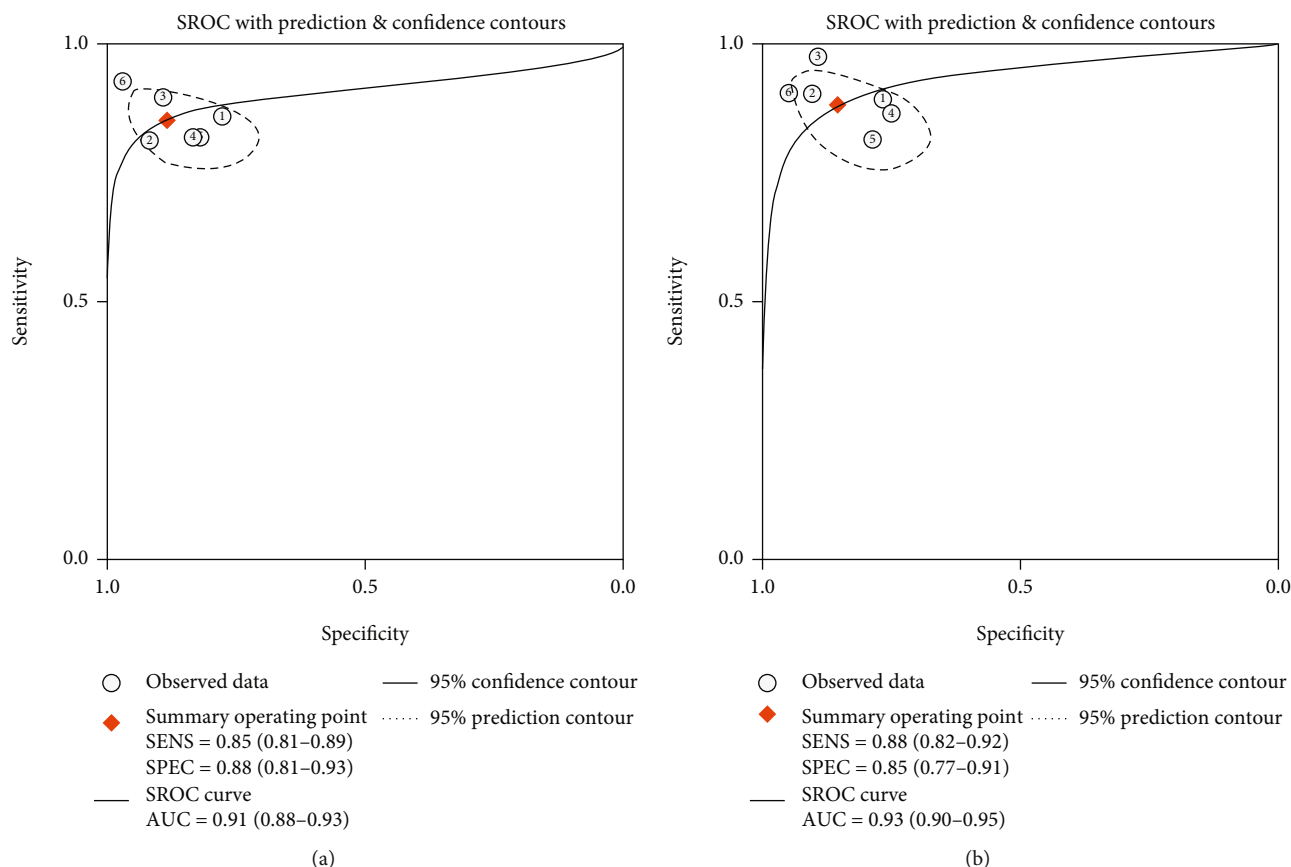 SROC with prediction & confidence contours
1.0
6
3
1
2
4
0.5
0.0
1.0
0.5
0.0
Sensitivity
Specificity
Observed data
95% confidence contour
Summary operating point
95% prediction contour
SENS = 0.85 (0.81–0.89)
SPEC = 0.88 (0.81–0.93)
SROC curve
AUC = 0.91 (0.88–0.93)
(a)
SROC with prediction & confidence contours
1.0
3
6
2
1
4
5
0.5
0.0
1.0
0.5
0.0
Sensitivity
Specificity
Observed data
95% confidence contour
Summary operating point
95% prediction contour
SENS = 0.88 (0.82–0.92)
SPEC = 0.85 (0.77–0.91)
SROC curve
AUC = 0.93 (0.90–0.95)
(b)